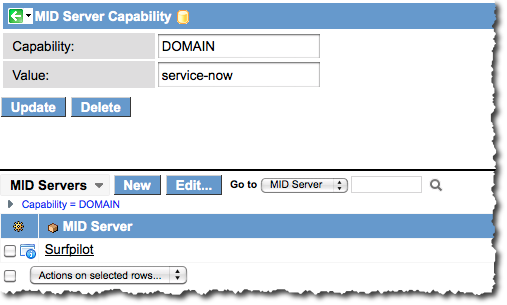 MID Server Capability
Capability: DOMAIN
Value: service-now
Update Delete
MID Servers New Edit... Go to MID Server
Capability = DOMAIN
MID Server
Surfpilot
Actions on selected rows...